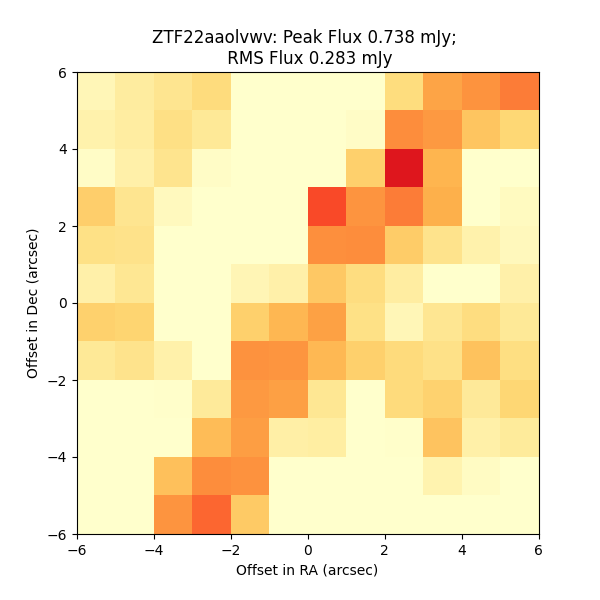 ZTF22aaolvwv: Peak Flux 0.738 mJy;
RMS Flux 0.283 mJy
6
4
2
0
−2
−4
−6
Offset in Dec (arcsec)
−6 −4 −2 0 2 4 6
Offset in RA (arcsec)